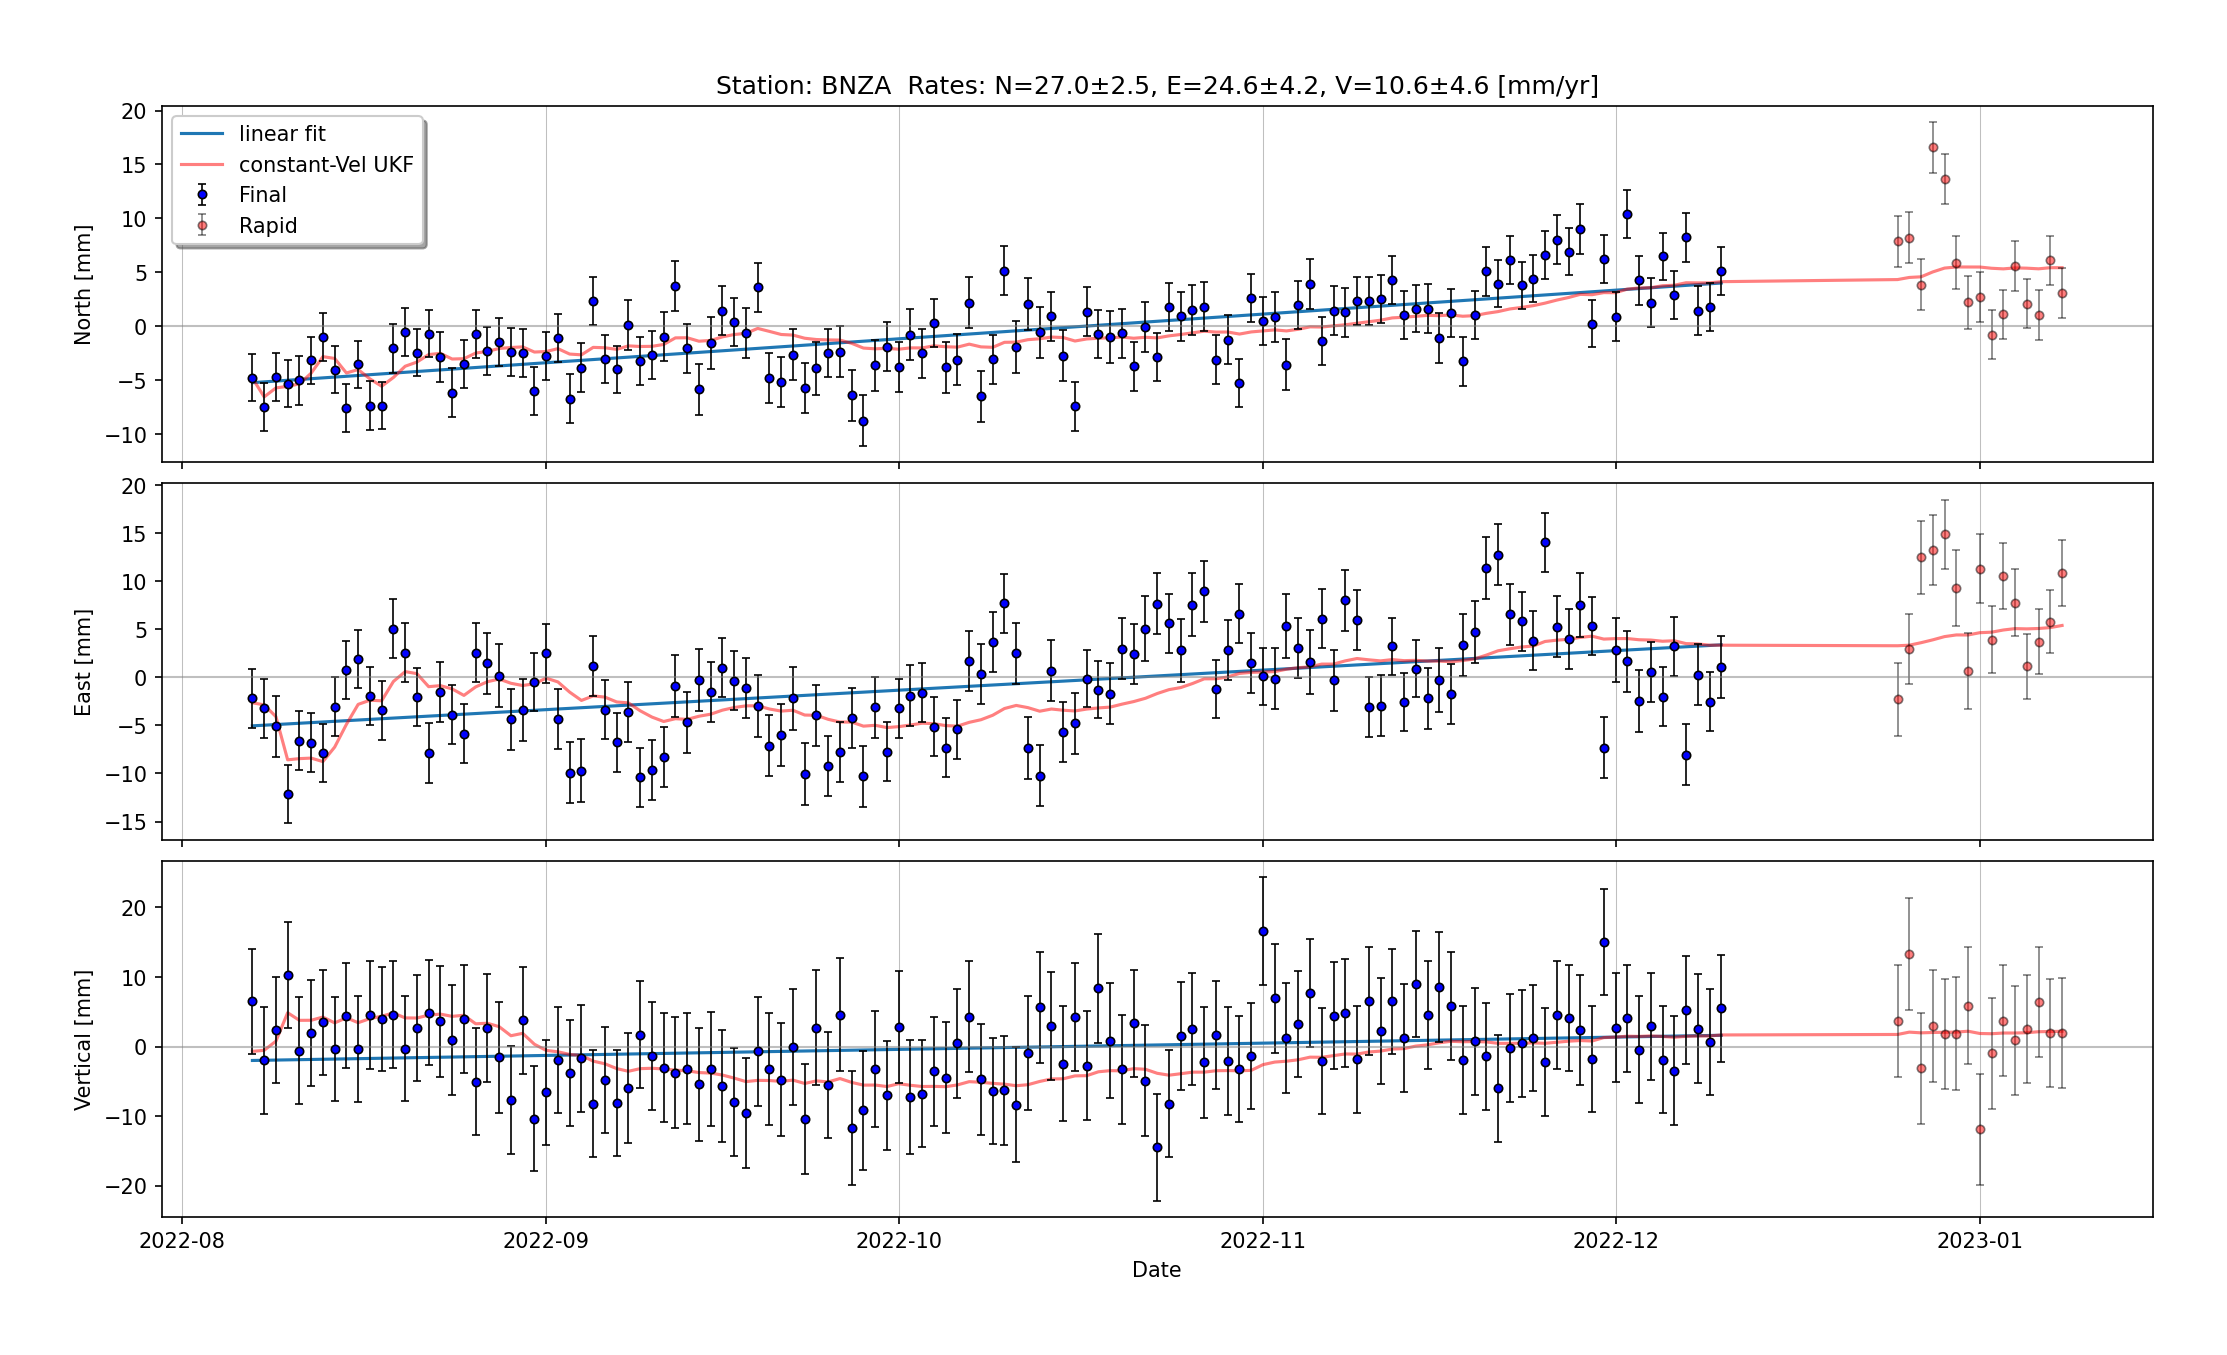 Station: BNZA  Rates: N=27.0±2.5, E=24.6±4.2, V=10.6±4.6 [mm/yr]
linear fit
constant-Vel UKF
Final
Rapid
North [mm]
20
15
10
5
0
−5
−10
East [mm]
20
15
10
5
0
−5
−10
−15
Vertical [mm]
20
10
0
−10
−20
2022-08 2022-09 2022-10 2022-11 2022-12 2023-01
Date